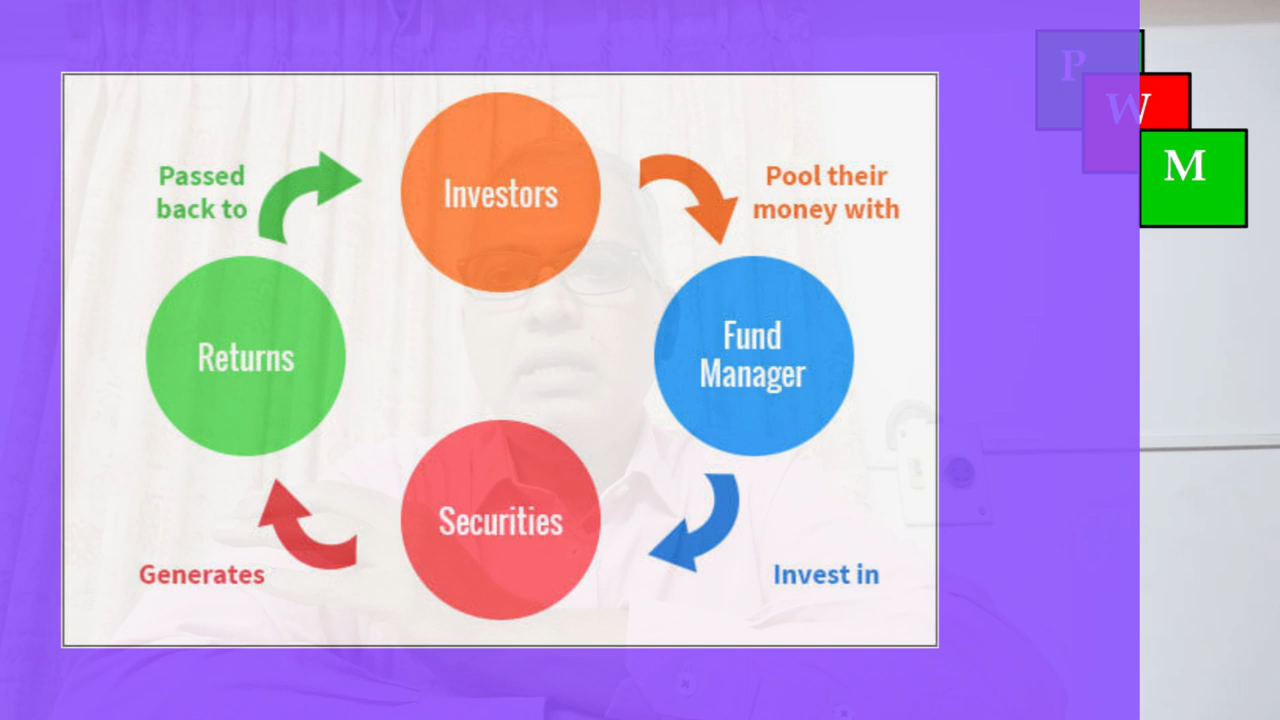 P
W
M
Investors
Passed
back to
Pool their
money with
Returns
Fund
Manager
Securities
Generates
Invest in